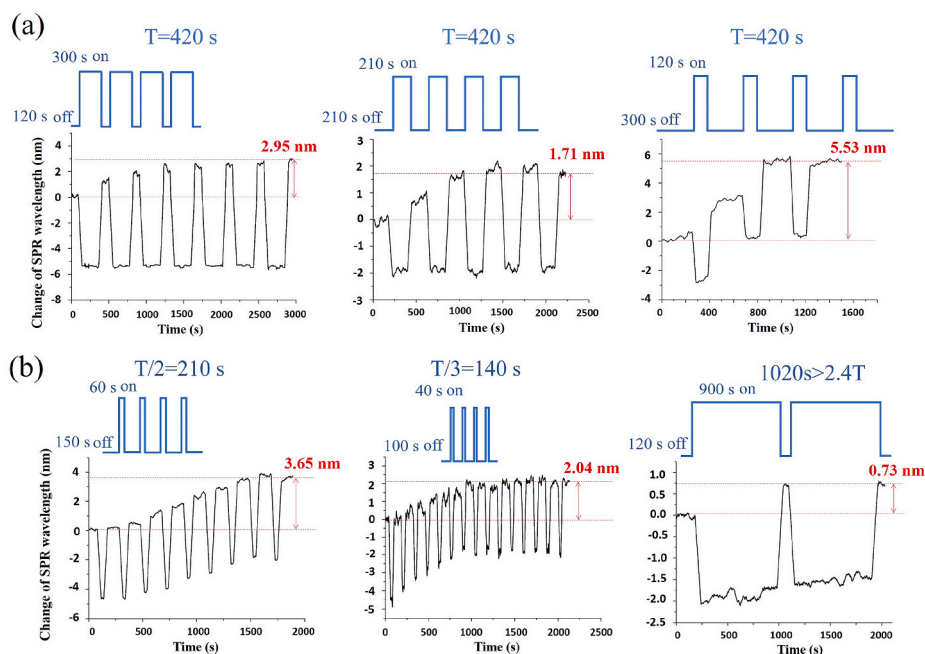 (a)
T=420 s
T=420 s
T=420 s
300 s on
120 s off
210 s on
210 s off
120 s on
300 s off
Change of SPR wavelength (nm)
4
2
0
-2
-4
-6
-8
2.95 nm
0 500 1000 1500 2000 2500 3000
Time (s)
3
2
1
0
-1
-2
-3
1.71 nm
0 500 1000 1500 2000 2500
Time (s)
6
4
2
0
-2
-4
5.53 nm
0 400 800 1200 1600
Time (s)
(b)
T/2=210 s
T/3=140 s
1020s>2.4T
60 s on
150 s off
40 s on
100 s off
900 s on
120 s off
Change of SPR wavelength (nm)
4
2
0
-2
-4
-6
3.65 nm
0 500 1000 1500 2000
Time (s)
3
2
1
0
-1
-2
-3
-4
-5
2.04 nm
0 500 1000 1500 2000 2500
Time (s)
1.0
0.5
0.0
-0.5
-1.0
-1.5
-2.0
-2.5
0.73 nm
0 500 1000 1500 2000
Time (s)